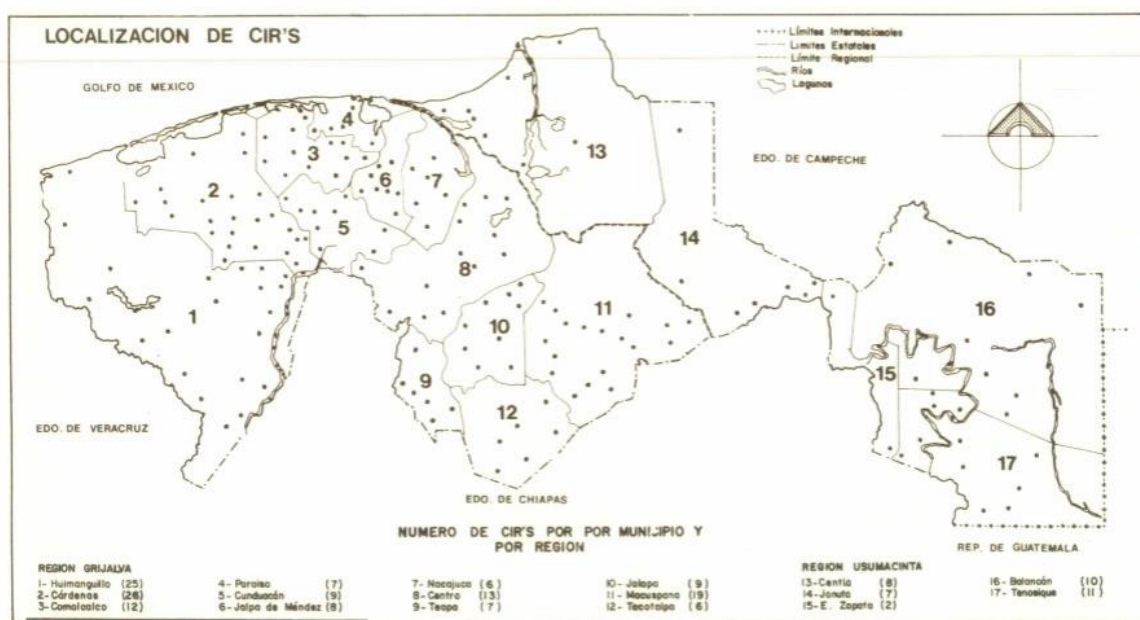 LOCALIZACION DE CIR'S
GOLFO DE MEXICO
Límites Internacionales
Limites Estatales
Límite Regional
Ríos
Lagunas
EDO. DE CAMPECHE
EDO. DE VERACRUZ
EDO. DE CHIAPAS
REP. DE GUATEMALA
1
2
3
4
5
6
7
8
9
10
11
12
13
14
15
16
17
NUMERO DE CIR'S POR POR MUNICIPIO Y
POR REGION
REGION GRIJALVA
1- Huimanguillo (25)
2- Cárdenas (26)
3- Comalcalco (12)
4- Paraiso (7)
5- Cunduacán (9)
6- Jalpa de Méndez (8)
7- Nacajuca (6)
8- Centro (13)
9- Teapa (7)
10- Jalapa (9)
11- Macuspana (19)
12- Tacotalpa (6)
REGION USUMACINTA
13- Centla (8)
14- Jonuta (7)
15- E. Zapata (2)
16- Balancán (10)
17- Tenosique (11)